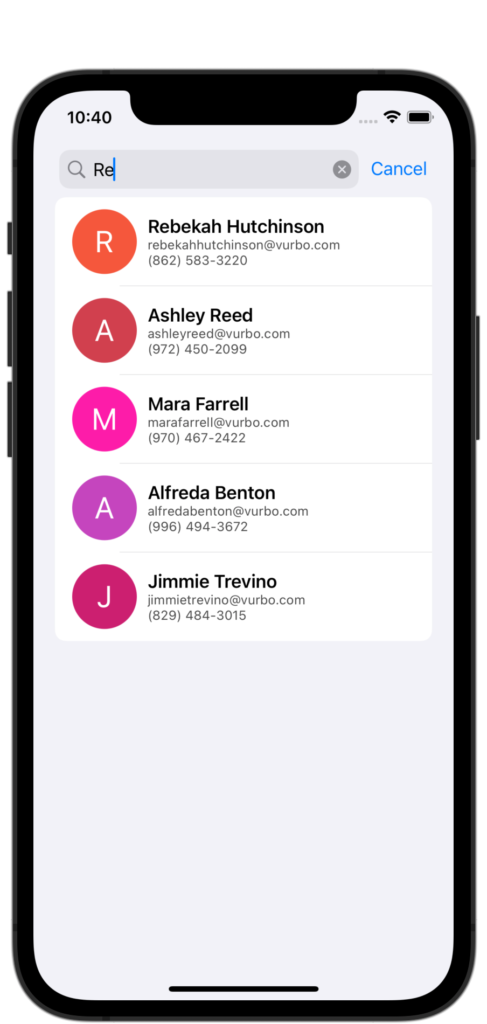 10:40
Re
Cancel
R
Rebekah Hutchinson
rebekahhutchinson@vurbo.com
(862) 583-3220
A
Ashley Reed
ashleyreed@vurbo.com
(972) 450-2099
M
Mara Farrell
marafarrell@vurbo.com
(970) 467-2422
A
Alfreda Benton
alfredabenton@vurbo.com
(996) 494-3672
J
Jimmie Trevino
jimmietrevino@vurbo.com
(829) 484-3015